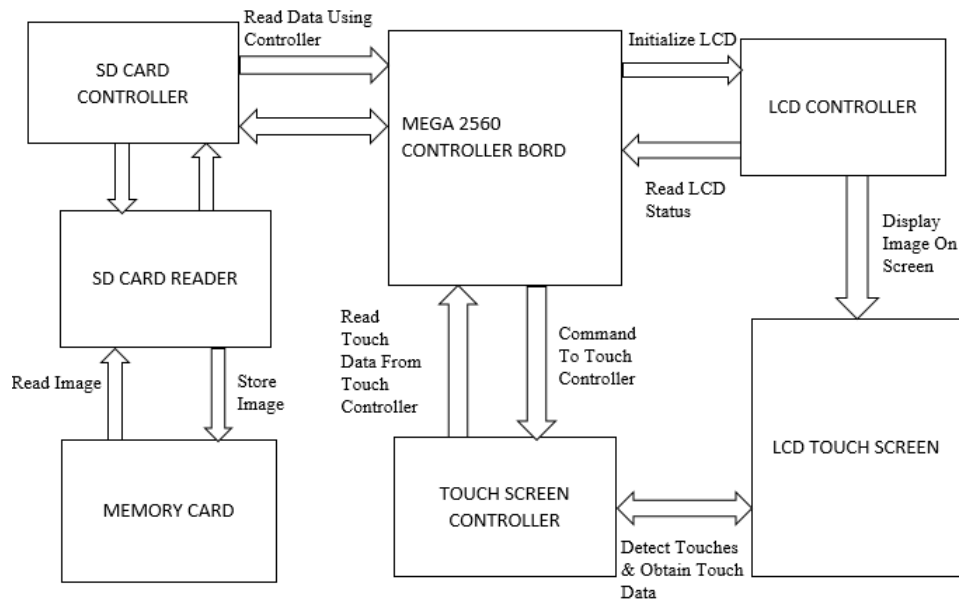 Read Data Using
Controller
SD CARD
CONTROLLER
MEGA 2560
CONTROLLER BORD
Initialize LCD
LCD CONTROLLER
Read LCD
Status
Display
Image On
Screen
SD CARD READER
Read Image
Store
Image
MEMORY CARD
Read
Touch
Data From
Touch
Controller
Command
To Touch
Controller
TOUCH SCREEN
CONTROLLER
LCD TOUCH SCREEN
Detect Touches
& Obtain Touch
Data